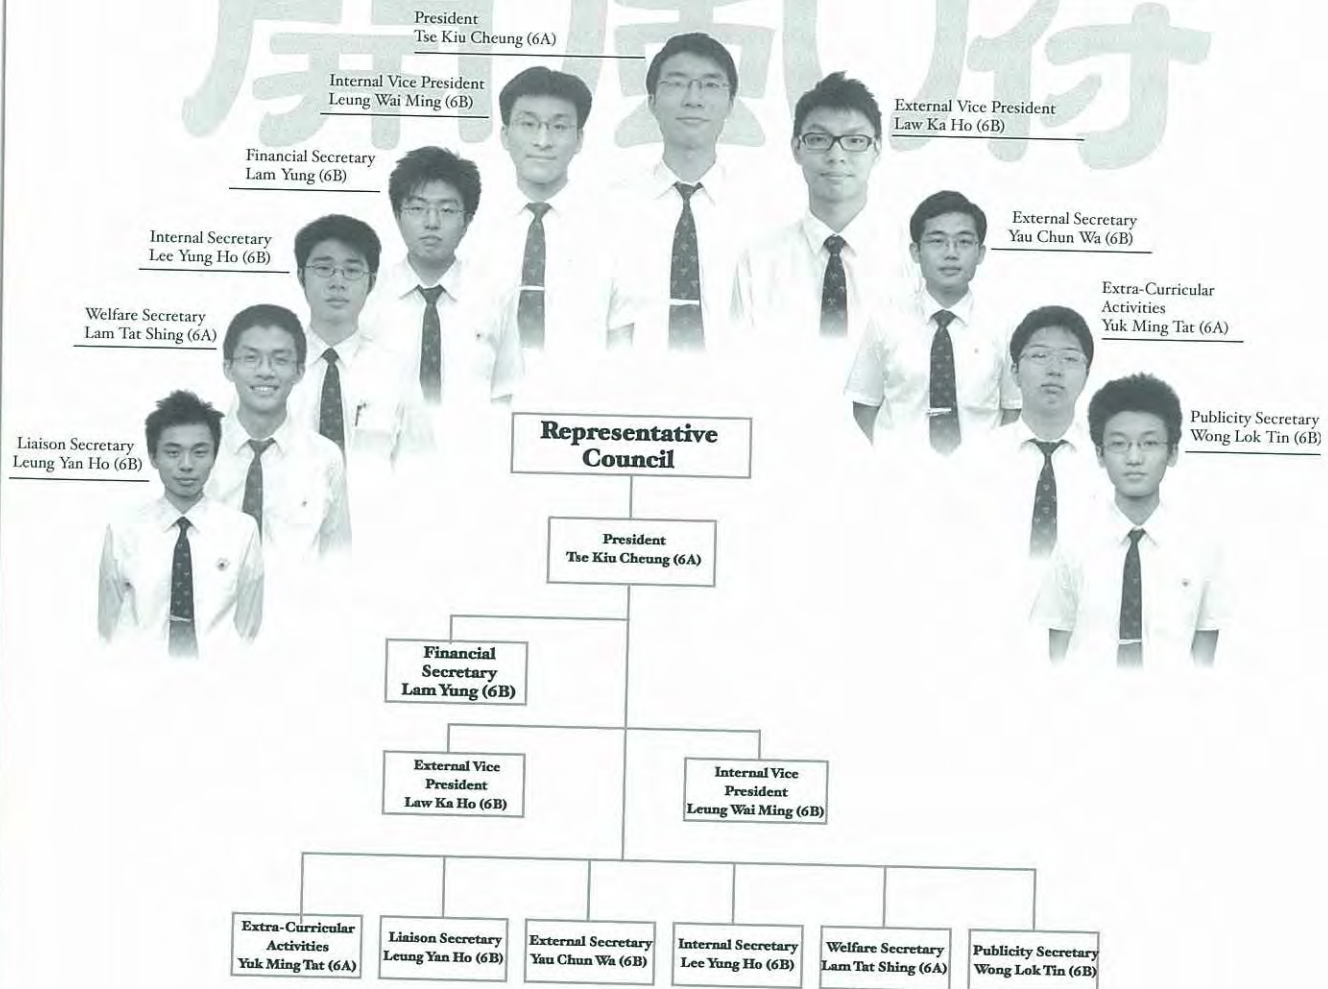 開風府
President
Tse Kiu Cheung (6A)
Internal Vice President
Leung Wai Ming (6B)
External Vice President
Law Ka Ho (6B)
Financial Secretary
Lam Yung (6B)
External Secretary
Yau Chun Wa (6B)
Internal Secretary
Lee Yung Ho (6B)
Extra-Curricular
Activities
Yuk Ming Tat (6A)
Welfare Secretary
Lam Tat Shing (6A)
Publicity Secretary
Wong Lok Tin (6B)
Liaison Secretary
Leung Yan Ho (6B)
Representative
Council
President
Tse Kiu Cheung (6A)
Financial
Secretary
Lam Yung (6B)
External Vice
President
Law Ka Ho (6B)
Internal Vice
President
Leung Wai Ming (6B)
Extra-Curricular
Activities
Yuk Ming Tat (6A)
Liaison Secretary
Leung Yan Ho (6B)
External Secretary
Yau Chun Wa (6B)
Internal Secretary
Lee Yung Ho (6B)
Welfare Secretary
Lam Tat Shing (6A)
Publicity Secretary
Wong Lok Tin (6B)